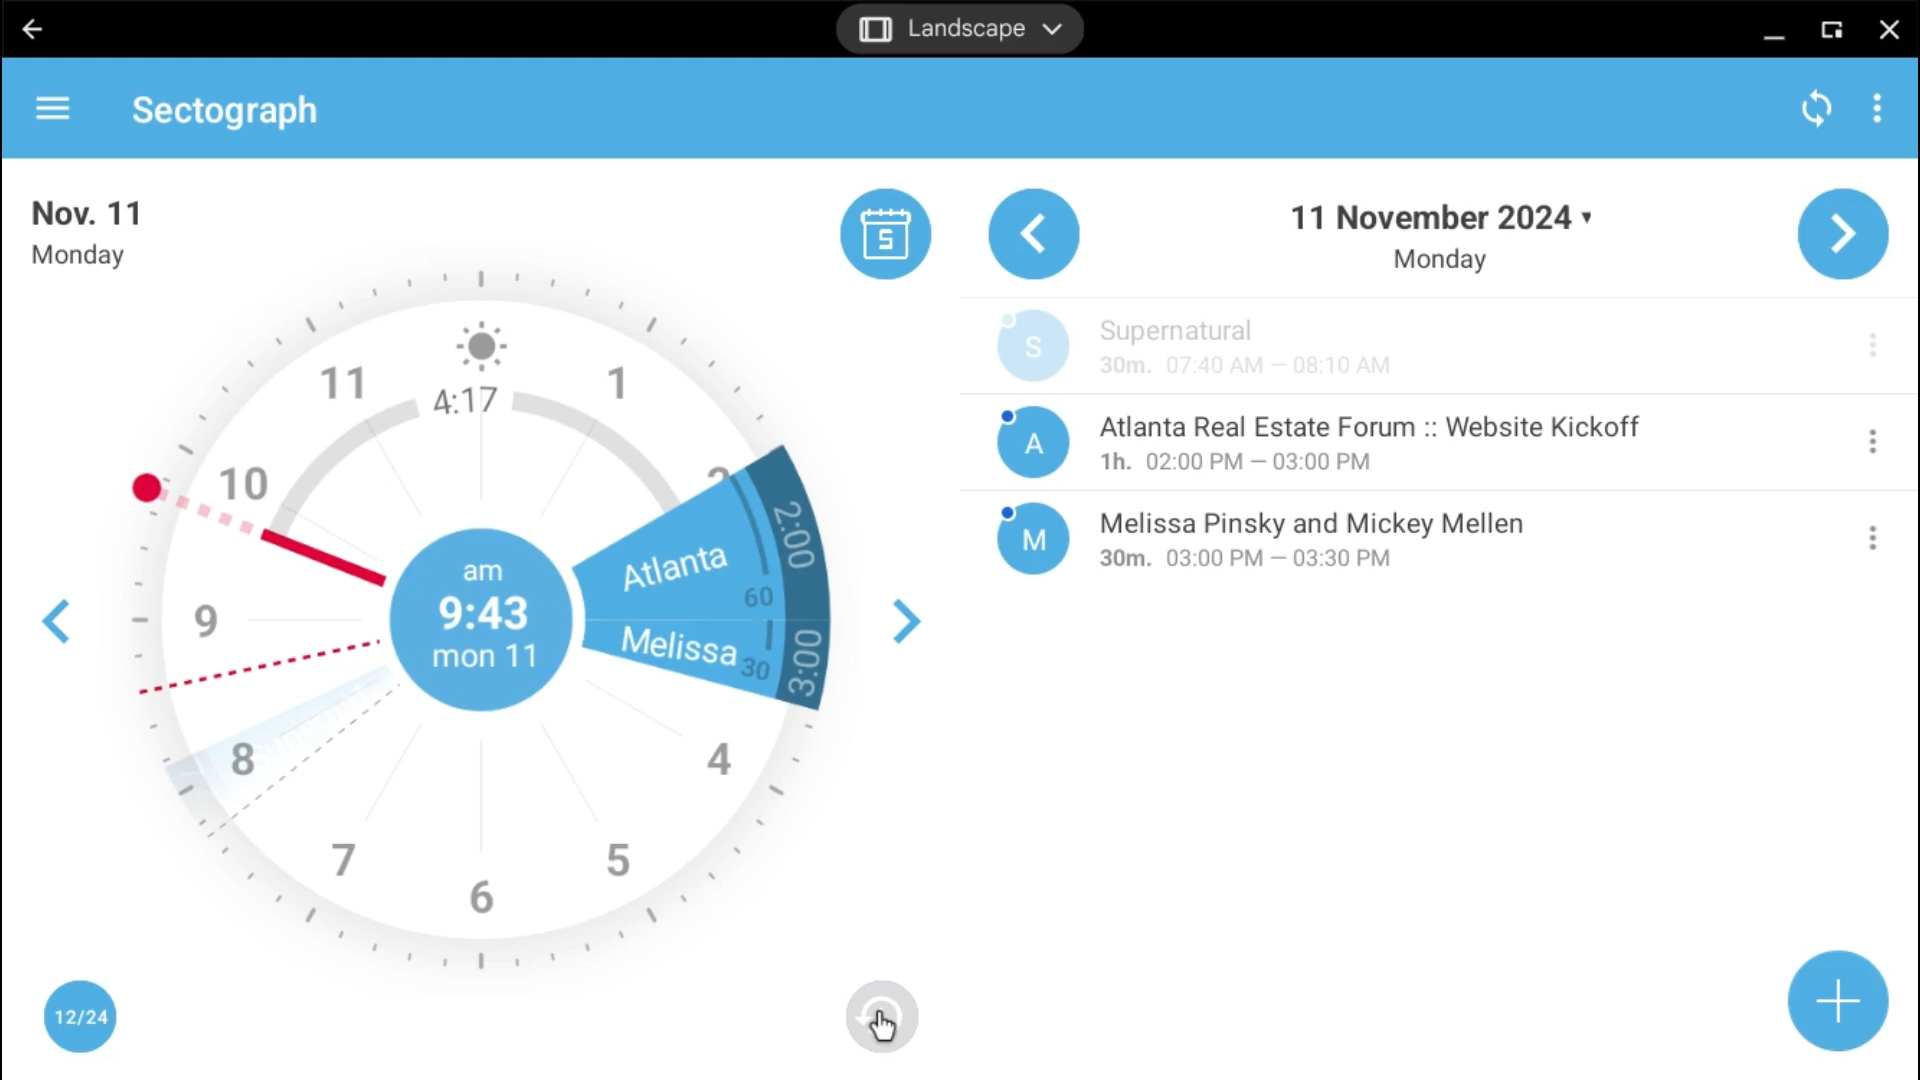 Landscape
Sectograph
Nov. 11
Monday
5
11
1
4:17
10
2
9
am
9:43
mon 11
Atlanta
60
2:00
Melissa
30
3:00
8
4
7
5
6
12/24
11 November 2024 ▾
Monday
S
Supernatural
30m. 07:40 AM — 08:10 AM
A
Atlanta Real Estate Forum :: Website Kickoff
1h. 02:00 PM — 03:00 PM
M
Melissa Pinsky and Mickey Mellen
30m. 03:00 PM — 03:30 PM